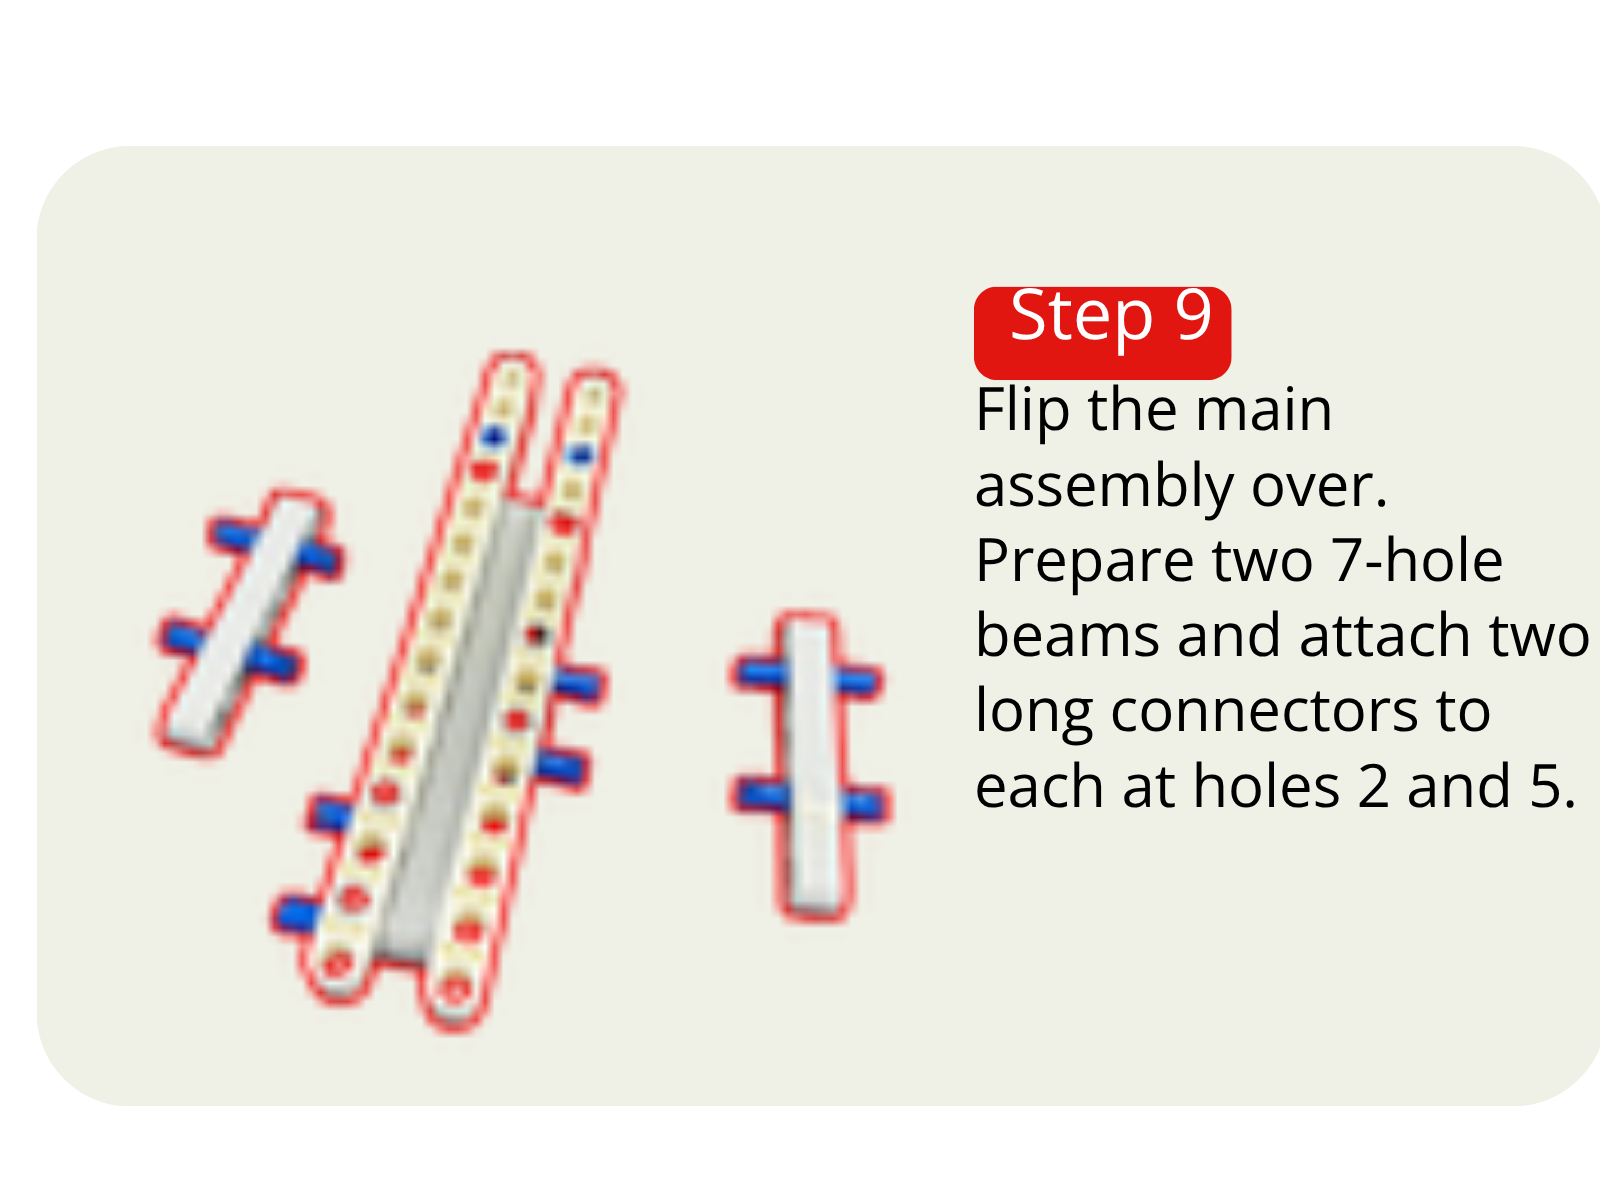 Step 9
Flip the main
assembly over.
Prepare two 7-hole
beams and attach two
long connectors to
each at holes 2 and 5.